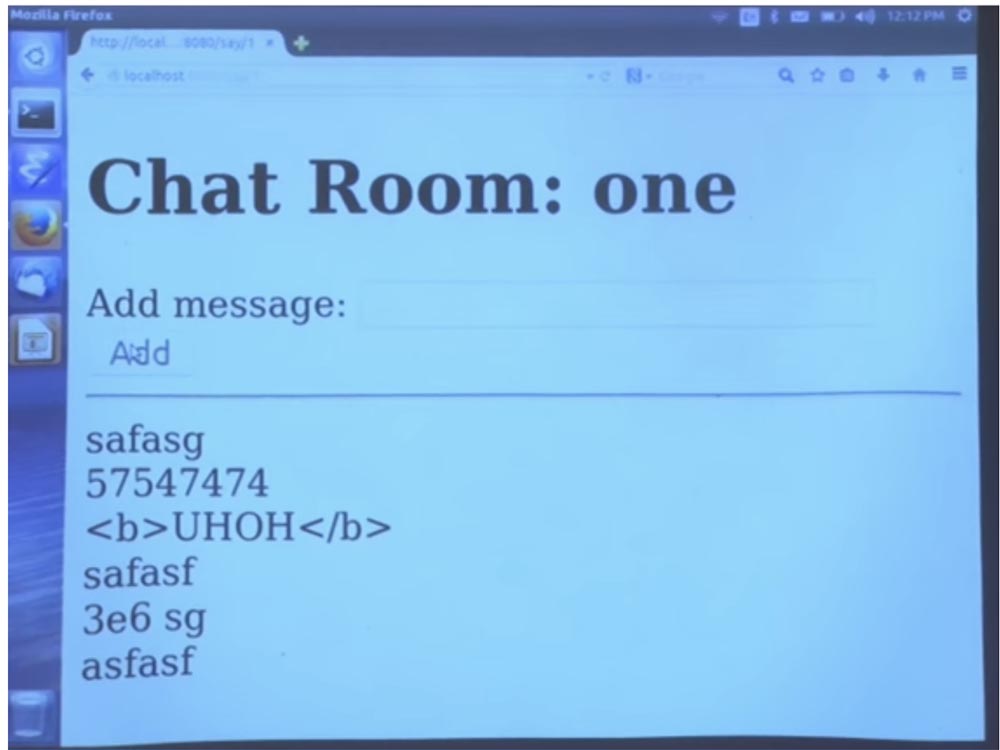 Mozilla Firefox
12:12 PM
http://local... :8080/say/1
localhost
Chat Room: one
Add message:
Add
safasg
57547474
<b>UHOH</b>
safasf
3e6 sg
asfasf